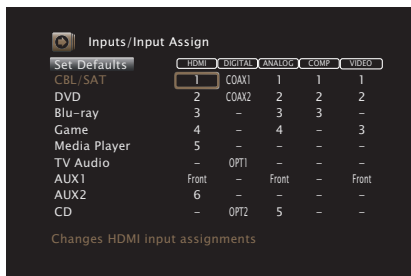 Inputs/Input Assign
Set Defaults HDMI DIGITAL ANALOG COMP VIDEO
CBL/SAT 1 COAX1 1 1 1
DVD 2 COAX2 2 2 2
Blu-ray 3 – 3 3 –
Game 4 – 4 – 3
Media Player 5 – – – –
TV Audio – OPT1 – – –
AUX1 Front – Front – Front
AUX2 6 – – – –
CD – OPT2 5 – –
Changes HDMI input assignments